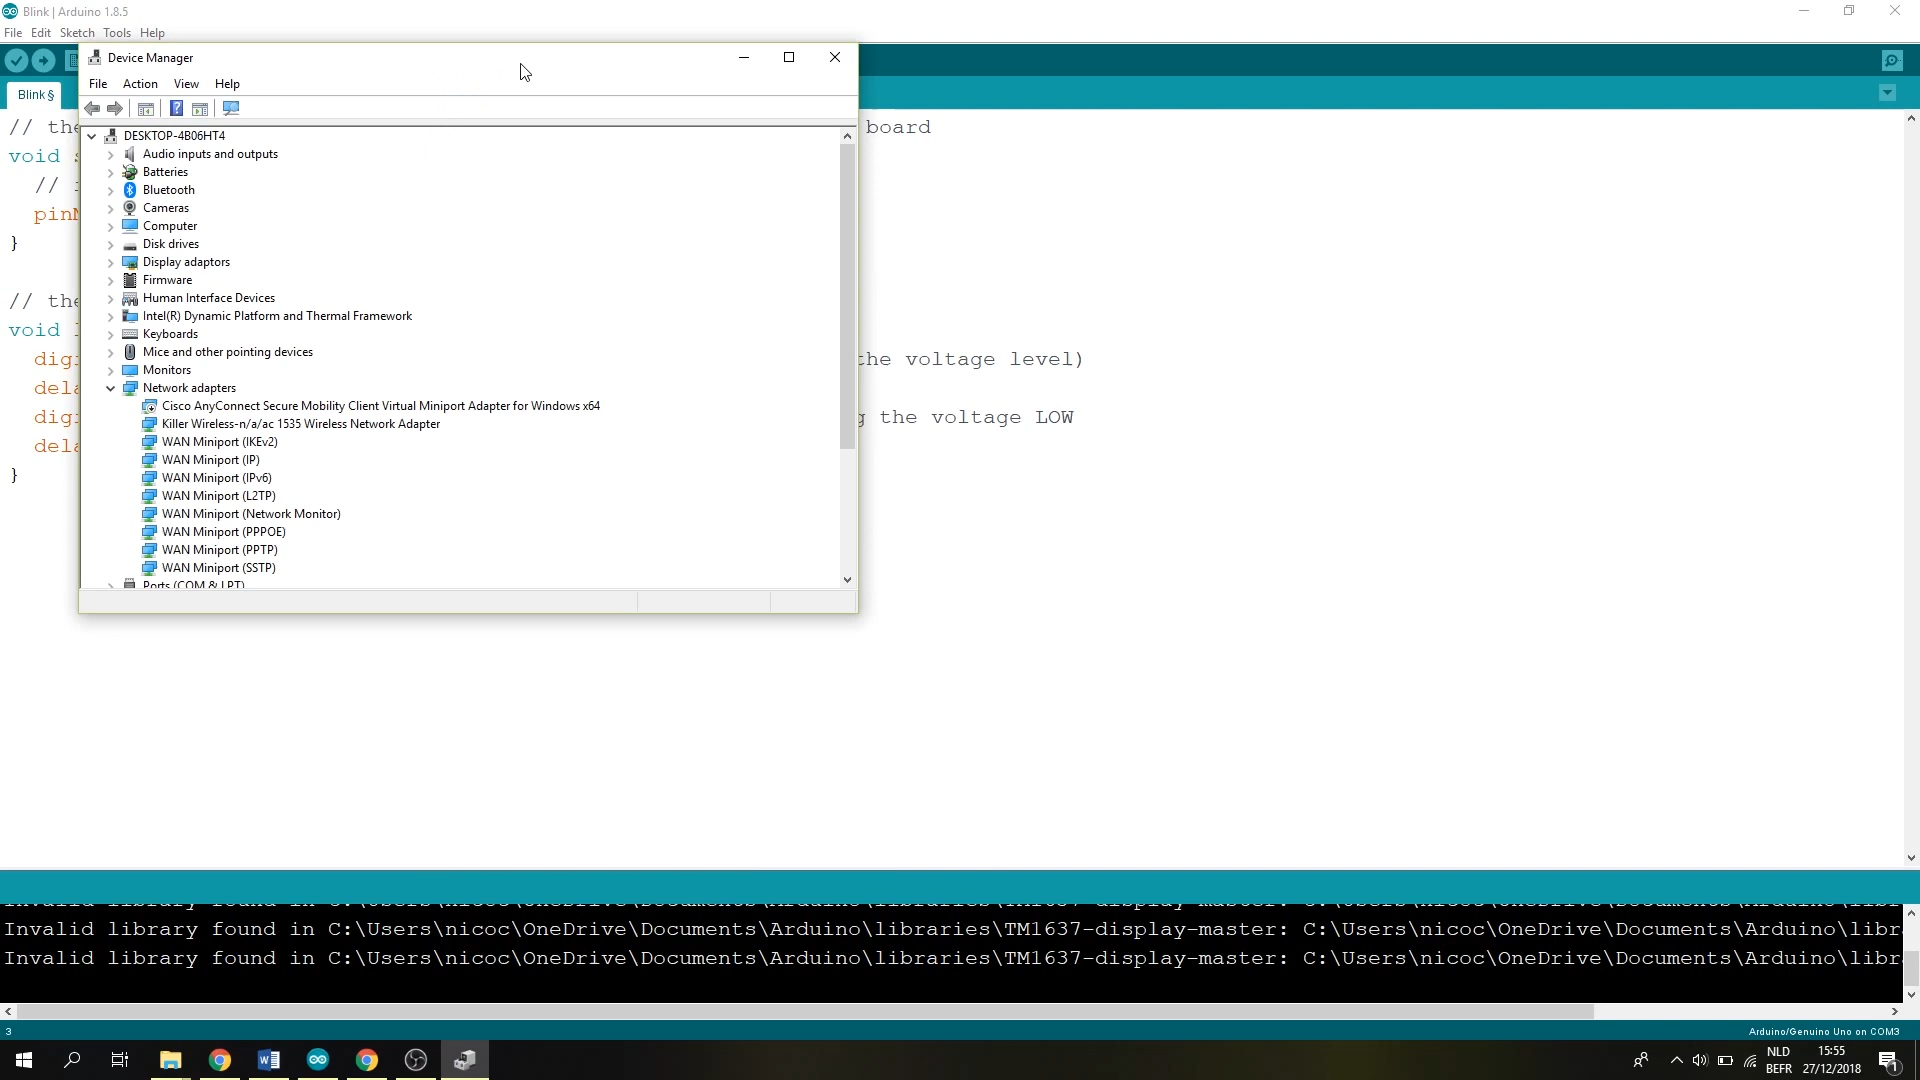 Blink | Arduino 1.8.5
File Edit Sketch Tools Help
Device Manager
File Action View Help
Blink §
DESKTOP-4B06HT4
Audio inputs and outputs
Batteries
Bluetooth
Cameras
Computer
Disk drives
Display adaptors
Firmware
Human Interface Devices
Intel(R) Dynamic Platform and Thermal Framework
Keyboards
Mice and other pointing devices
Monitors
Network adapters
Cisco AnyConnect Secure Mobility Client Virtual Miniport Adapter for Windows x64
Killer Wireless-n/a/ac 1535 Wireless Network Adapter
WAN Miniport (IKEv2)
WAN Miniport (IP)
WAN Miniport (IPv6)
WAN Miniport (L2TP)
WAN Miniport (Network Monitor)
WAN Miniport (PPPOE)
WAN Miniport (PPTP)
WAN Miniport (SSTP)
Ports (COM & LPT)
// the board
void
//
}
// the
void
the voltage level)
the voltage LOW
}
Invalid library found in C:\Users\nicoc\OneDrive\Documents\Arduino\libraries\TM1637-display-master: C:\Users\nicoc\OneDrive\Documents\Arduino\libr
Invalid library found in C:\Users\nicoc\OneDrive\Documents\Arduino\libraries\TM1637-display-master: C:\Users\nicoc\OneDrive\Documents\Arduino\libr
3 Arduino/Genuino Uno on COM3
NLD 15:55
BEFR 27/12/2018
1